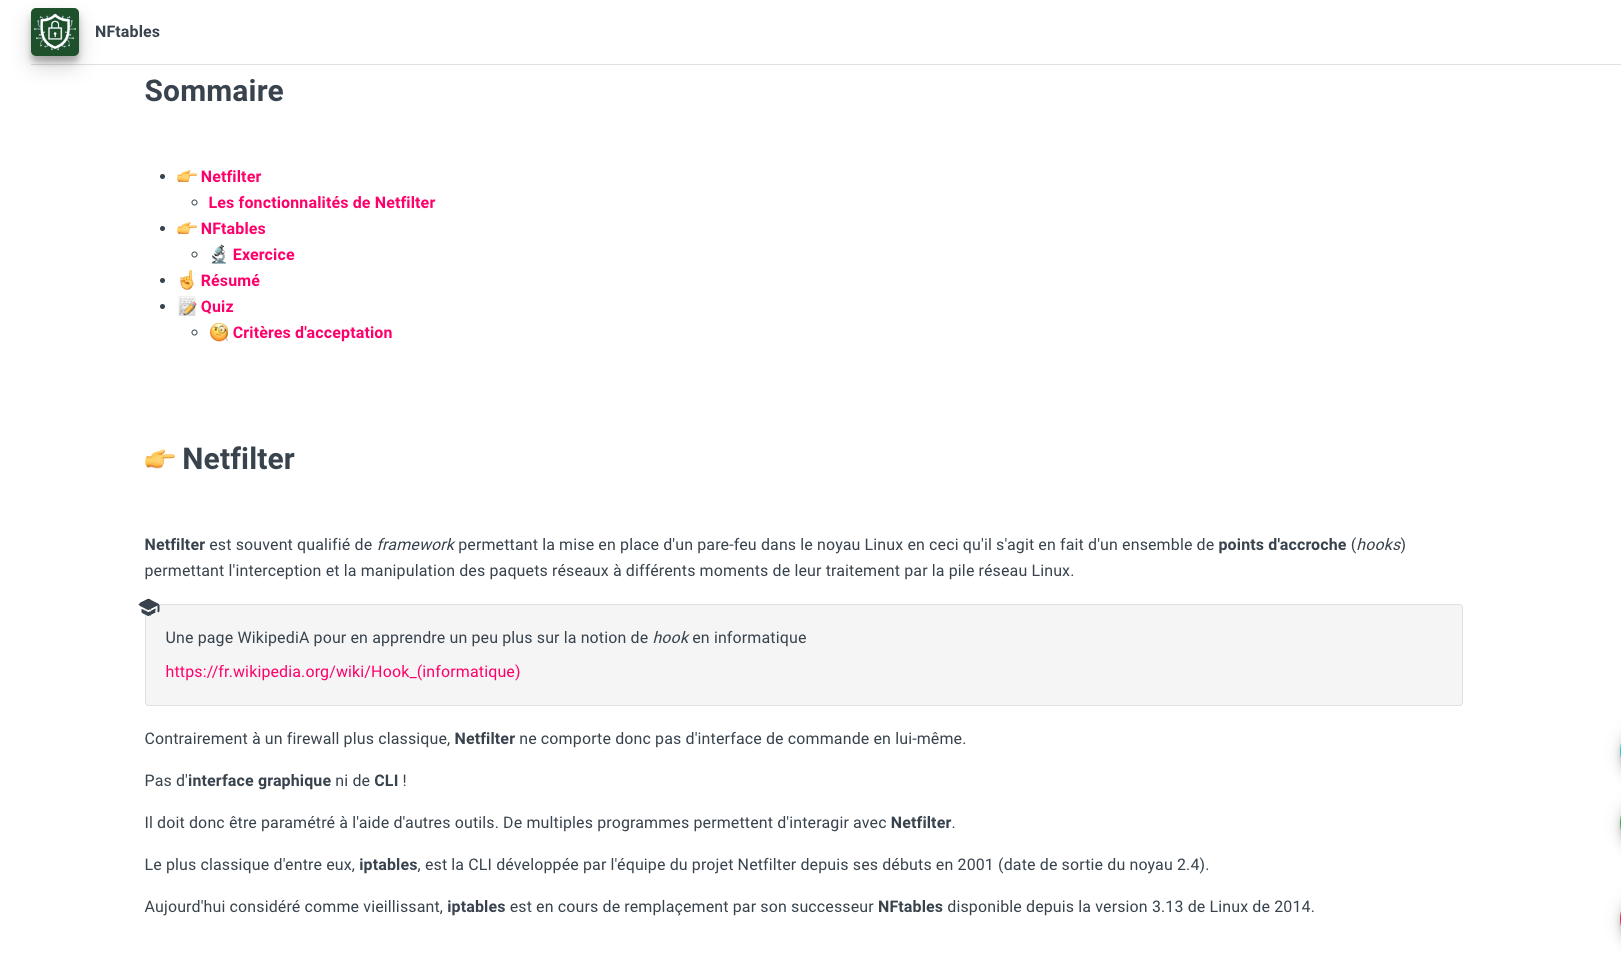 NFtables
Sommaire
👉 Netfilter
Les fonctionnalités de Netfilter
👉 NFtables
🔬 Exercice
☝️ Résumé
📝 Quiz
🧐 Critères d'acceptation
👉 Netfilter
Netfilter est souvent qualifié de framework permettant la mise en place d'un pare-feu dans le noyau Linux en ceci qu'il s'agit en fait d'un ensemble de points d'accroche (hooks)
permettant l'interception et la manipulation des paquets réseaux à différents moments de leur traitement par la pile réseau Linux.
Une page WikipediA pour en apprendre un peu plus sur la notion de hook en informatique
https://fr.wikipedia.org/wiki/Hook_(informatique)
Contrairement à un firewall plus classique, Netfilter ne comporte donc pas d'interface de commande en lui-même.
Pas d'interface graphique ni de CLI !
Il doit donc être paramétré à l'aide d'autres outils. De multiples programmes permettent d'interagir avec Netfilter.
Le plus classique d'entre eux, iptables, est la CLI développée par l'équipe du projet Netfilter depuis ses débuts en 2001 (date de sortie du noyau 2.4).
Aujourd'hui considéré comme vieillissant, iptables est en cours de remplaçement par son successeur NFtables disponible depuis la version 3.13 de Linux de 2014.